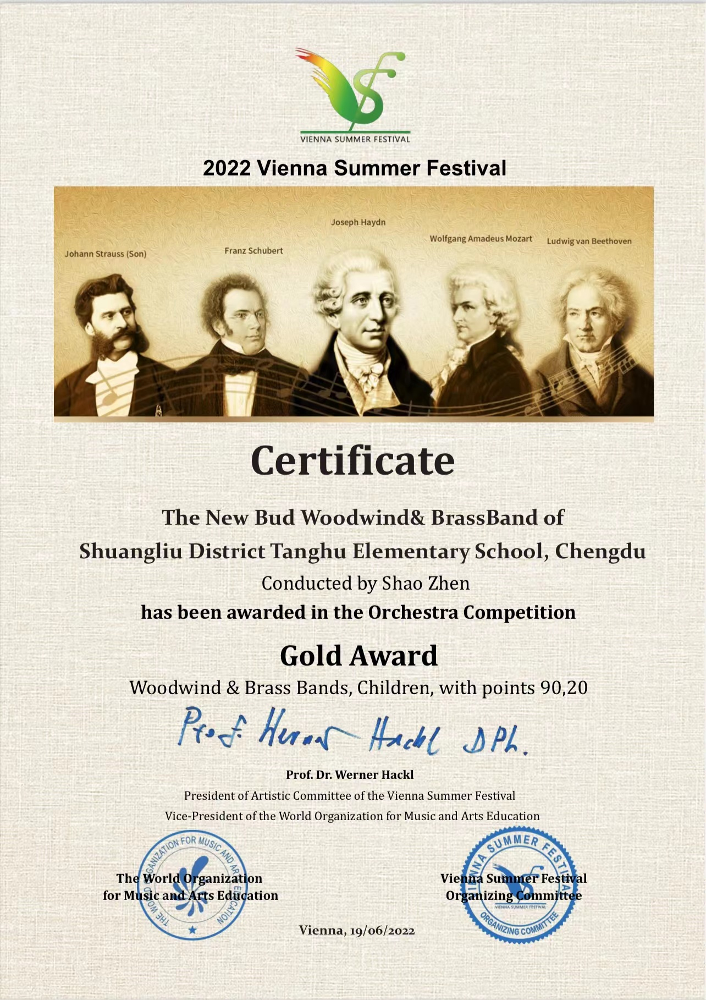 VIENNA SUMMER FESTIVAL
2022 Vienna Summer Festival
Joseph Haydn
Wolfgang Amadeus Mozart
Ludwig van Beethoven
Franz Schubert
Johann Strauss (Son)
Certificate
The New Bud Woodwind& BrassBand of
Shuangliu District Tanghu Elementary School, Chengdu
Conducted by Shao Zhen
has been awarded in the Orchestra Competition
Gold Award
Woodwind & Brass Bands, Children, with points 90,20
Prof. Werner Hackl DPh.
Prof. Dr. Werner Hackl
President of Artistic Committee of the Vienna Summer Festival
Vice-President of the World Organization for Music and Arts Education
THE WORLD ORGANIZATION FOR MUSIC AND ARTS EDUCATION
The World Organization
for Music and Arts Education
VIENNA SUMMER FESTIVAL
Vienna Summer Festival
Organizing Committee
VIENNA SUMMER FESTIVAL
ORGANIZING COMMITTEE
Vienna, 19/06/2022